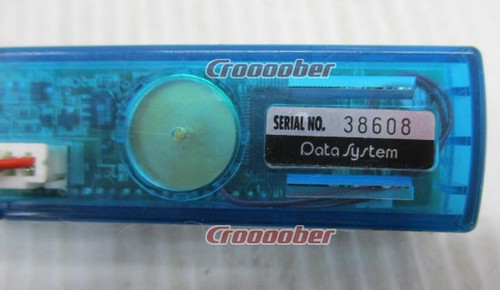 Croooober
SERIAL NO. 38608
Data System
Croooober